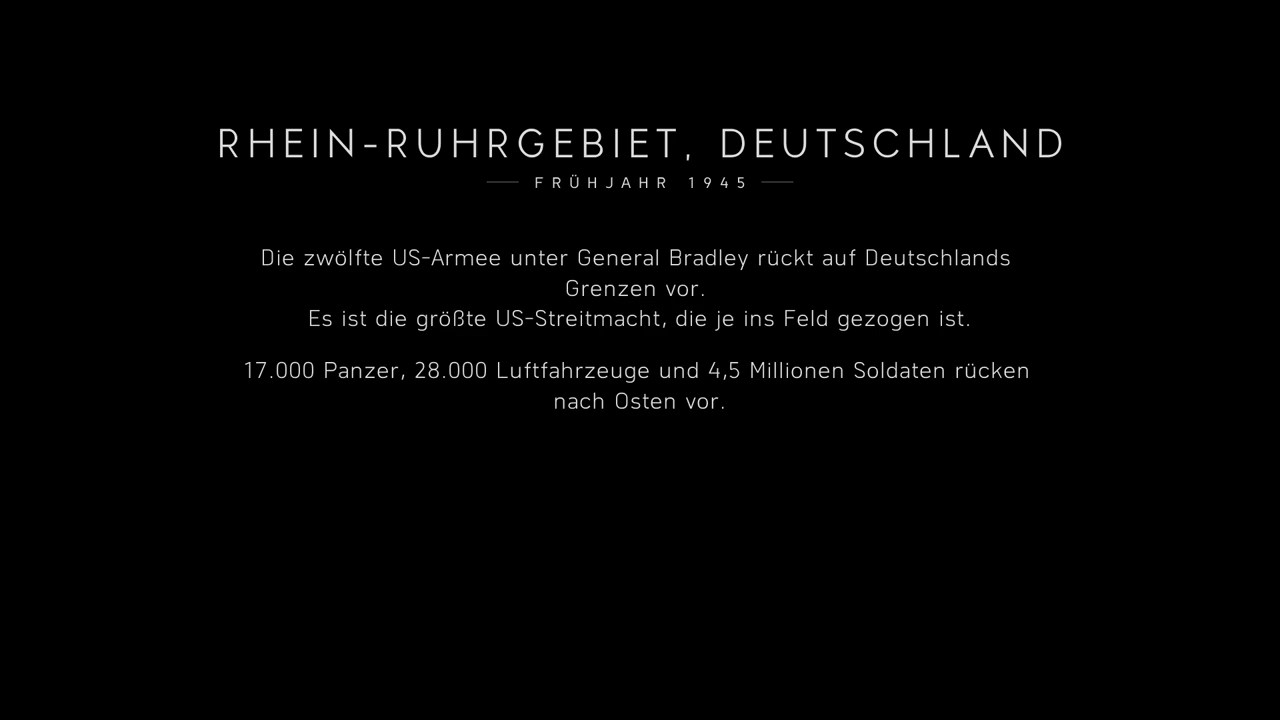 RHEIN-RUHRGEBIET, DEUTSCHLAND
FRÜHJAHR 1945
Die zwölfte US-Armee unter General Bradley rückt auf Deutschlands
Grenzen vor.
Es ist die größte US-Streitmacht, die je ins Feld gezogen ist.
17.000 Panzer, 28.000 Luftfahrzeuge und 4,5 Millionen Soldaten rücken
nach Osten vor.